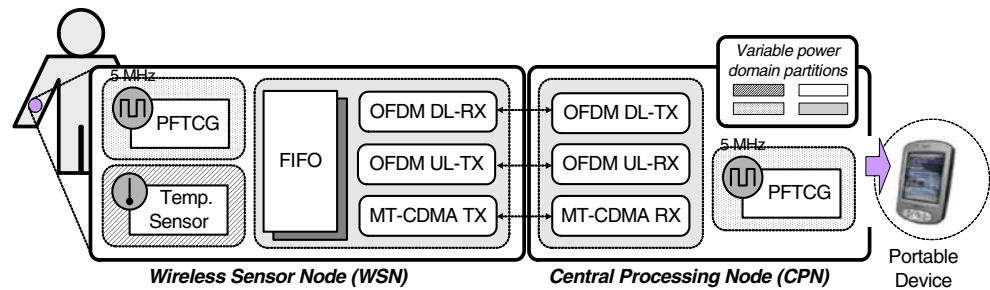 Variable power
domain partitions
5 MHz
PFTCG
Temp.
Sensor
FIFO
OFDM DL-RX
OFDM UL-TX
MT-CDMA TX
OFDM DL-TX
OFDM UL-RX
MT-CDMA RX
5 MHz
PFTCG
Portable
Device
Wireless Sensor Node (WSN)
Central Processing Node (CPN)